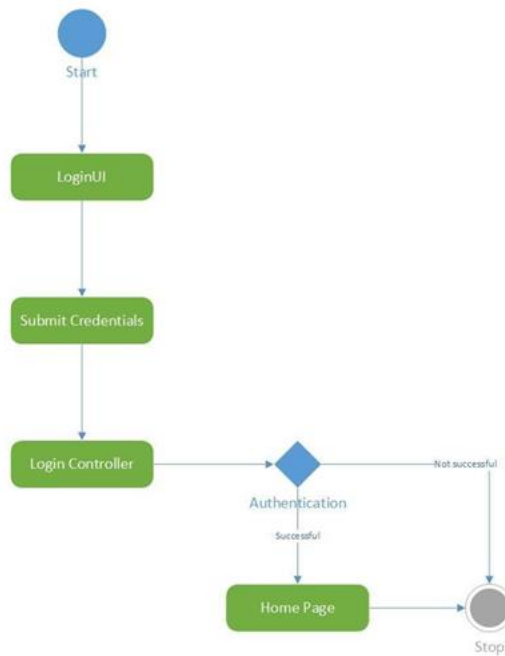 Start
LoginUI
Submit Credentials
Login Controller
Not successful
Authentication
Successful
Home Page
Stop